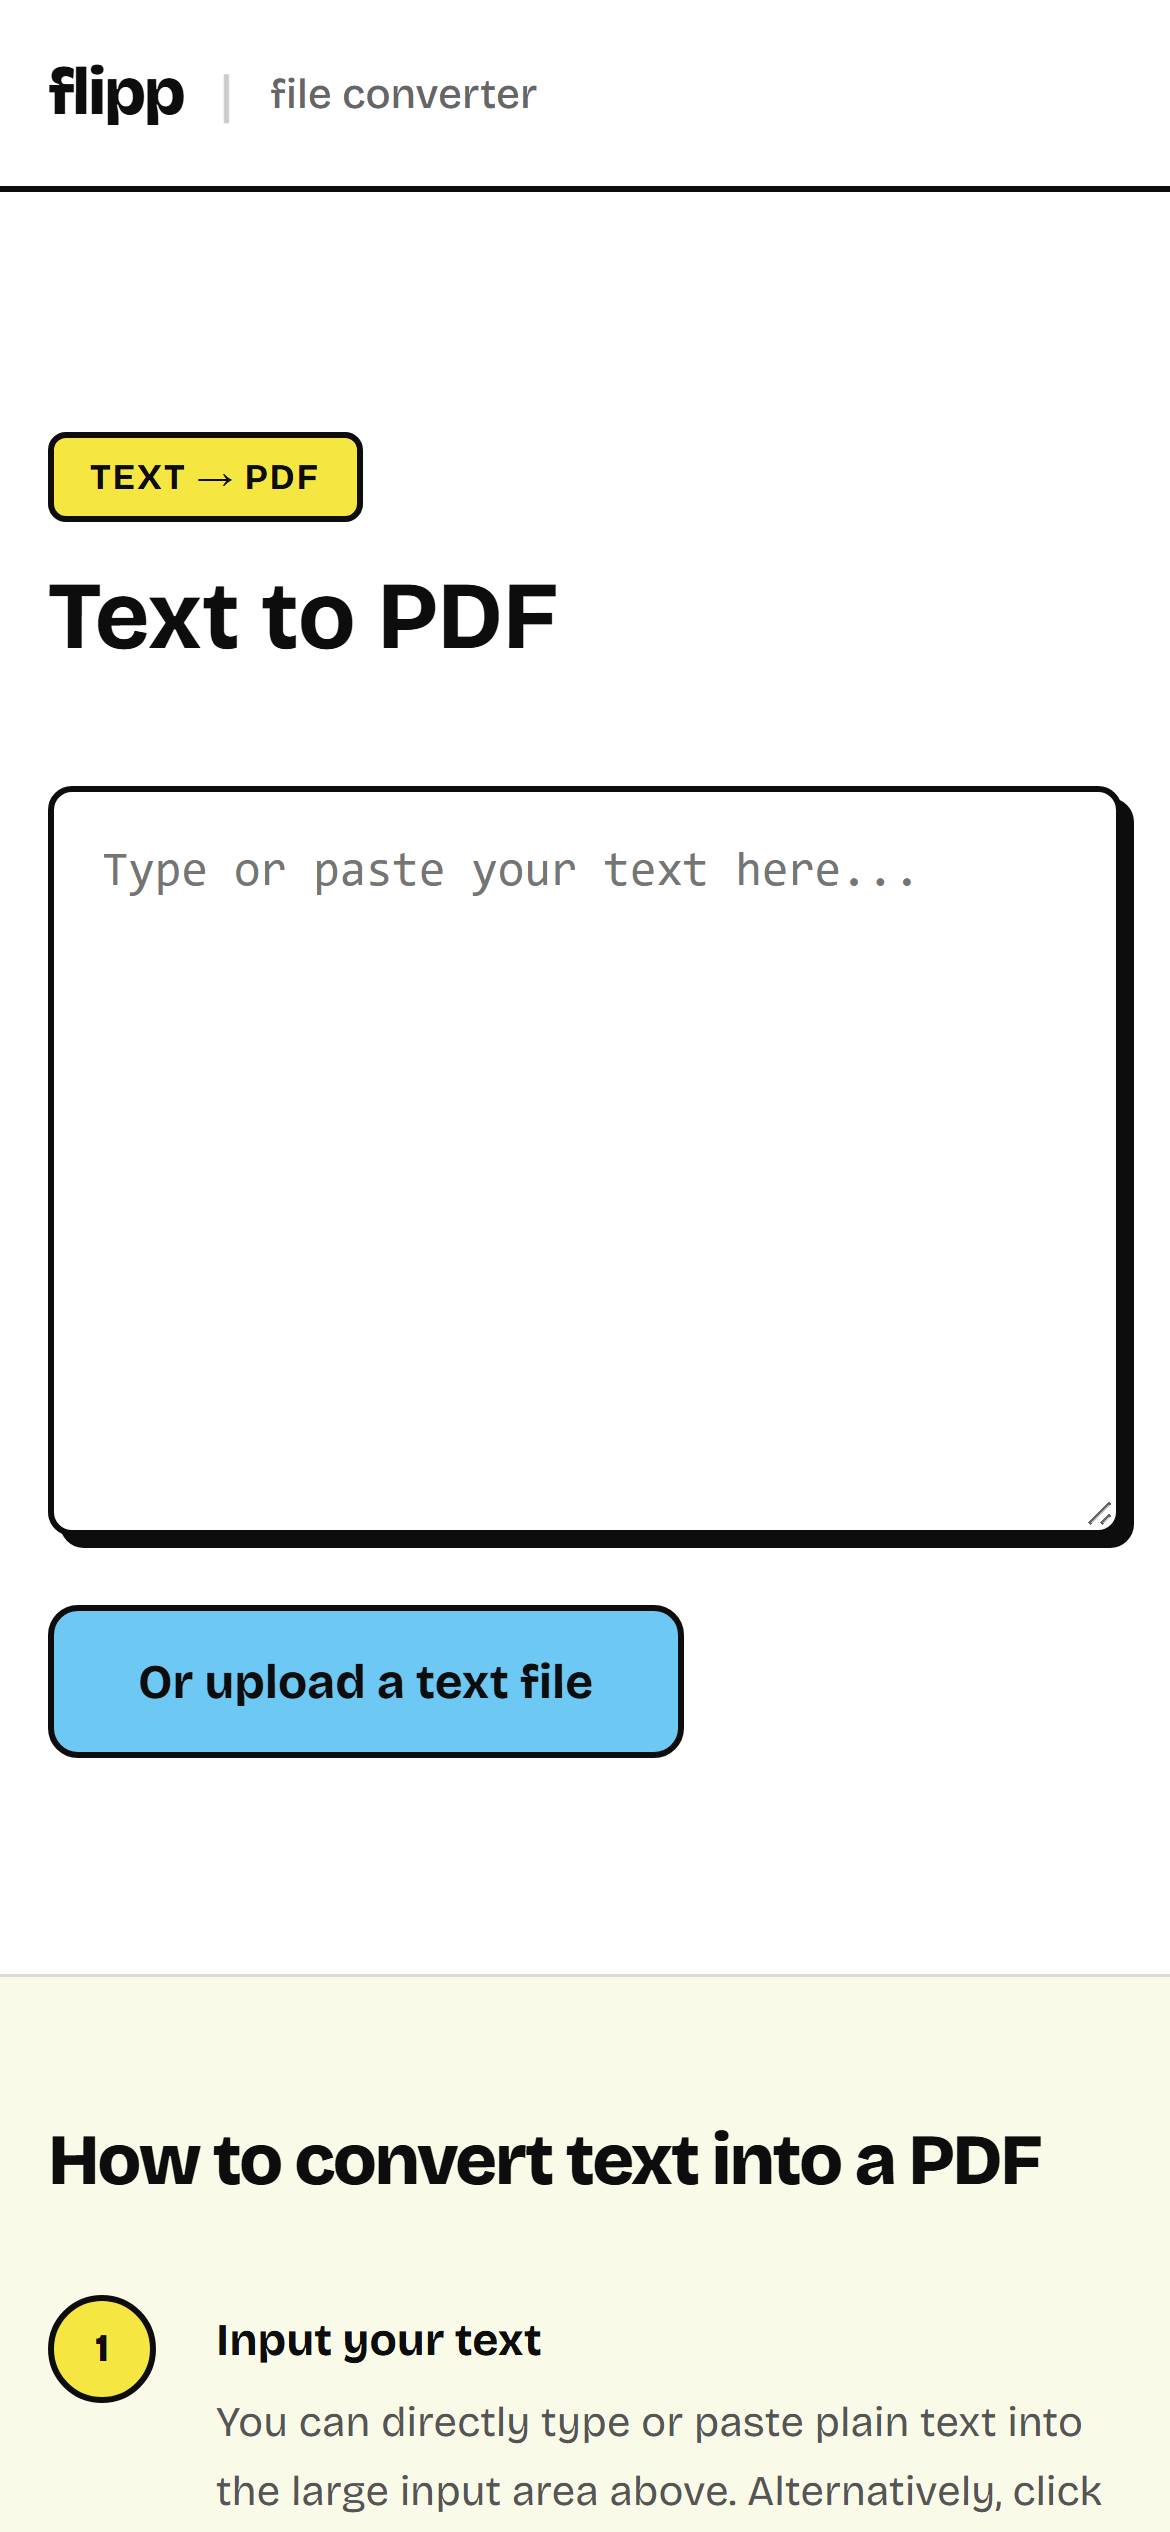 flipp | file converter
TEXT → PDF
Text to PDF
Type or paste your text here...
Or upload a text file
How to convert text into a PDF
1
Input your text
You can directly type or paste plain text into
the large input area above. Alternatively, click